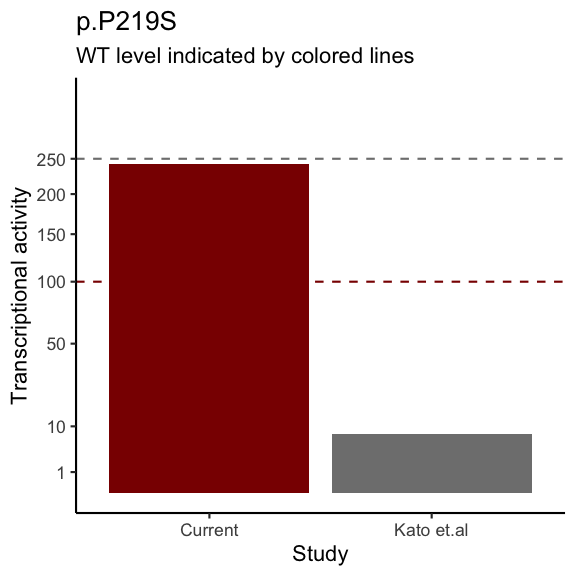 p.P219S
WT level indicated by colored lines
Transcriptional activity
250
200
150
100
50
10
1
Current
Kato et.al
Study